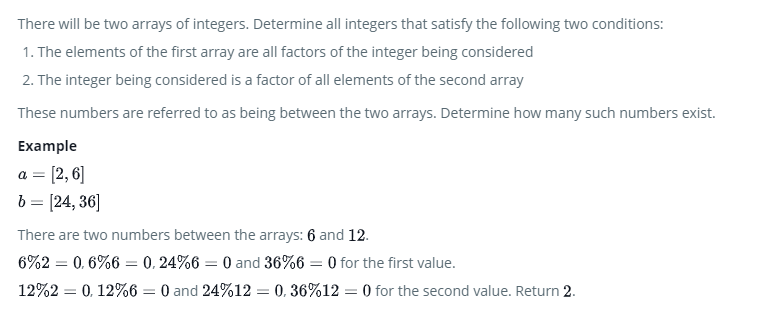 There will be two arrays of integers. Determine all integers that satisfy the following two conditions:
1. The elements of the first array are all factors of the integer being considered
2. The integer being considered is a factor of all elements of the second array
These numbers are referred to as being between the two arrays. Determine how many such numbers exist.
Example
a = [2, 6]
b = [24, 36]
There are two numbers between the arrays: 6 and 12.
6%2 = 0, 6%6 = 0, 24%6 = 0 and 36%6 = 0 for the first value.
12%2 = 0, 12%6 = 0 and 24%12 = 0, 36%12 = 0 for the second value. Return 2.